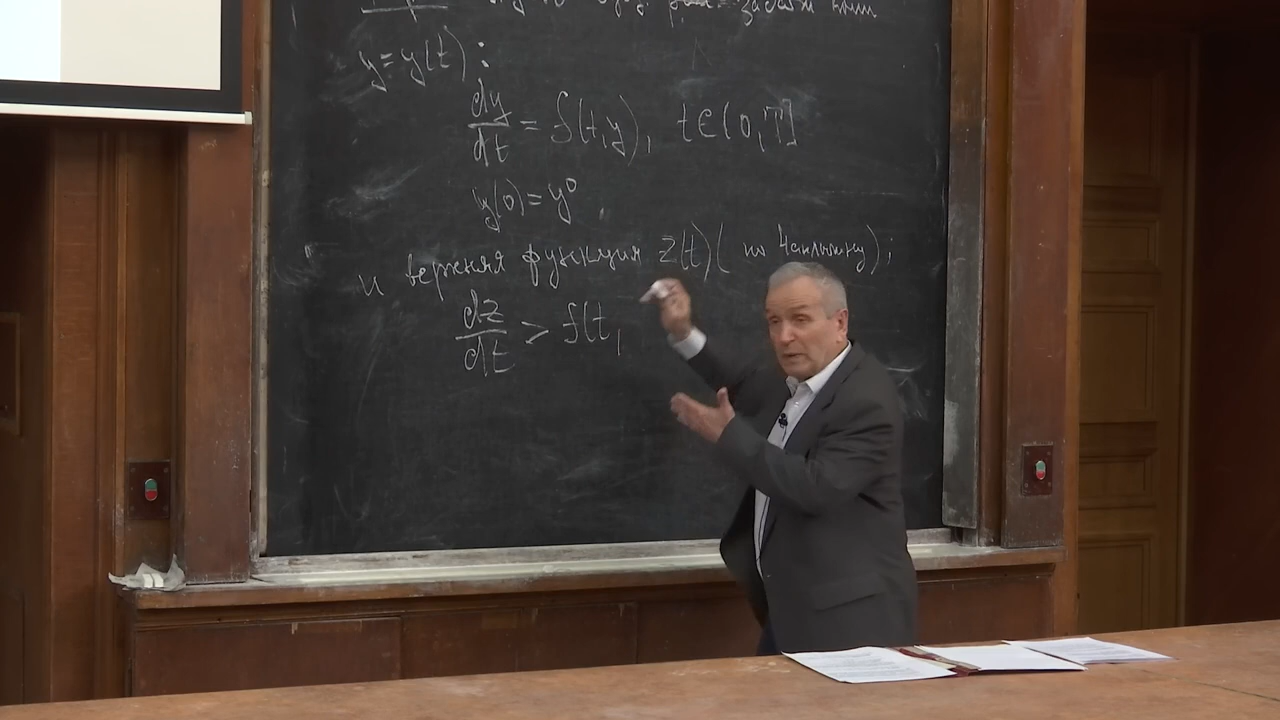 y=y(t):
dy/dt = f(t,y), t∈(0,T]
y(0)=y⁰
и верхняя функция z(t) (по Чаплыгину):
dz/dt > f(t,